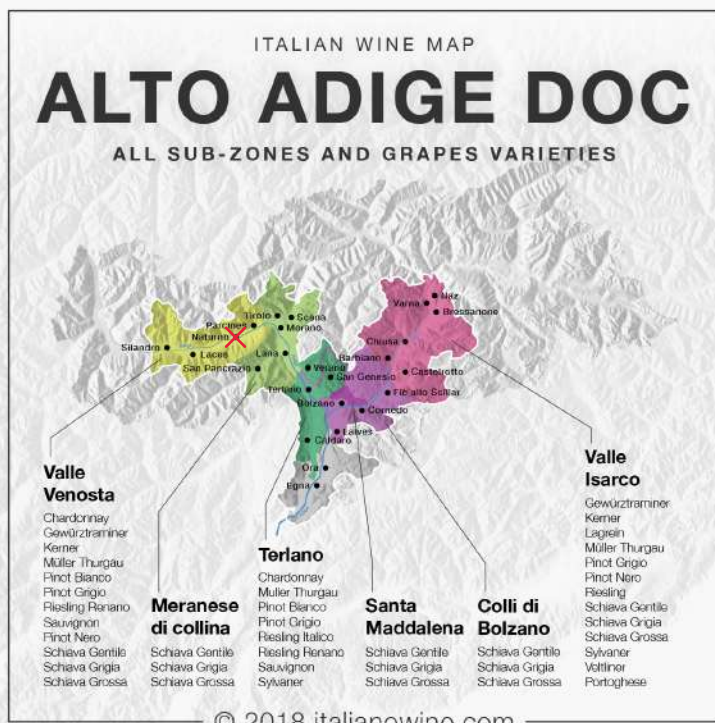 ITALIAN WINE MAP
ALTO ADIGE DOC
ALL SUB-ZONES AND GRAPES VARIETIES
Naz
Varna
Bressanone
Tirolo
Scena
Parcines
Merano
Naturno
Chiusa
Silandro
Laces
Lana
Barbiano
San Pancrazio
Verano
Castelrotto
San Genesio
Terlano
Fiè allo Sciliar
Bolzano
Cornedo
Laives
Caldaro
Ora
Egna
Valle
Venosta
Chardonnay
Gewürztraminer
Kerner
Müller Thurgau
Pinot Bianco
Pinot Grigio
Riesling Renano
Sauvignon
Pinot Nero
Schiava Gentile
Schiava Grigia
Schiava Grossa
Meranese
di collina
Schiava Gentile
Schiava Grigia
Schiava Grossa
Terlano
Chardonnay
Muller Thurgau
Pinot Bianco
Pinot Grigio
Riesling Italico
Riesling Renano
Sauvignon
Sylvaner
Santa
Maddalena
Schiava Gentile
Schiava Grigia
Schiava Grossa
Colli di
Bolzano
Schiava Gentile
Schiava Grigia
Schiava Grossa
Valle
Isarco
Gewürztraminer
Kerner
Lagrein
Müller Thurgau
Pinot Grigio
Pinot Nero
Riesling
Schiava Gentile
Schiava Grigia
Schiava Grossa
Sylvaner
Voltliner
Portoghese
© 2018 italianowine.com